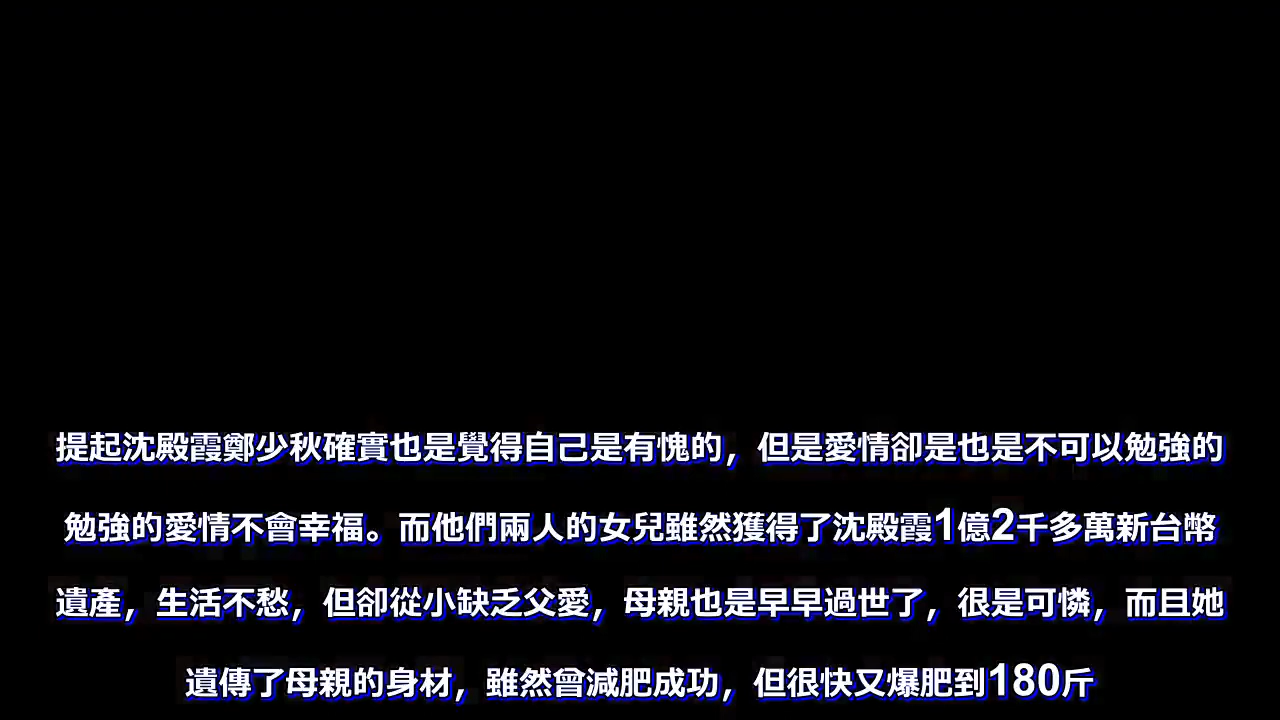 提起沈殿霞鄭少秋確實也是覺得自己是有愧的，但是愛情卻是也是不可以勉強的
勉強的愛情不會幸福。而他們兩人的女兒雖然獲得了沈殿霞1億2千多萬新台幣
遺產，生活不愁，但卻從小缺乏父愛，母親也是早早過世了，很是可憐，而且她
遺傳了母親的身材，雖然曾減肥成功，但很快又爆肥到180斤